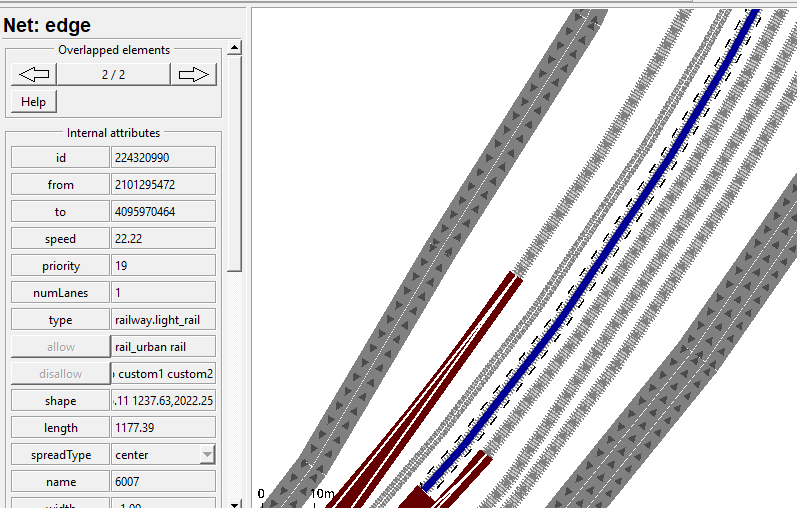 Net: edge
Overlapped elements
2 / 2
Help
Internal attributes
id 224320990
from 2101295472
to 4095970464
speed 22.22
priority 19
numLanes 1
type railway.light_rail
allow rail_urban rail
disallow custom1 custom2
shape .11 1237.63,2022.25
length 1177.39
spreadType center
name 6007
width -1.00
0 10m